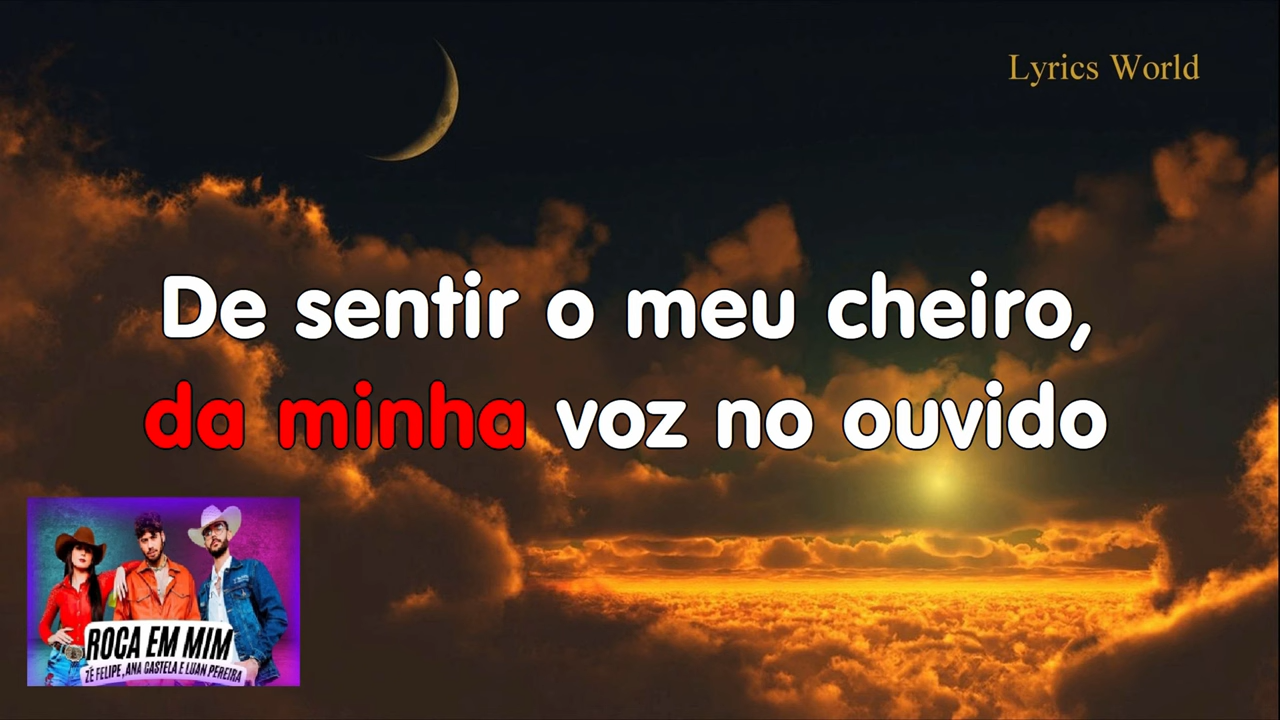 Lyrics World
De sentir o meu cheiro,
da minha voz no ouvido
ROÇA EM MIM
ZÉ FELIPE, ANA CASTELA E LUAN PEREIRA